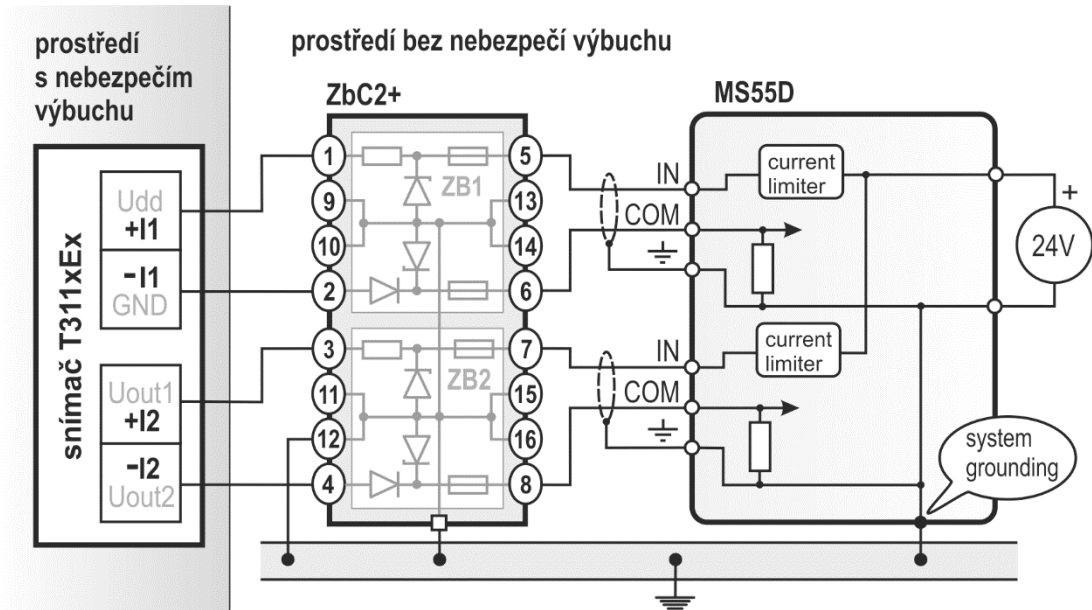 prostředí
s nebezpečím
výbuchu
prostředí bez nebezpečí výbuchu
snímač T311xEx
Udd
+I1
-I1
GND
Uout1
+I2
-I2
Uout2
ZbC2+
1
9
10
2
3
11
12
4
ZB1
ZB2
5
13
14
6
7
15
16
8
MS55D
IN
COM
IN
COM
current
limiter
current
limiter
+
24V
system
grounding